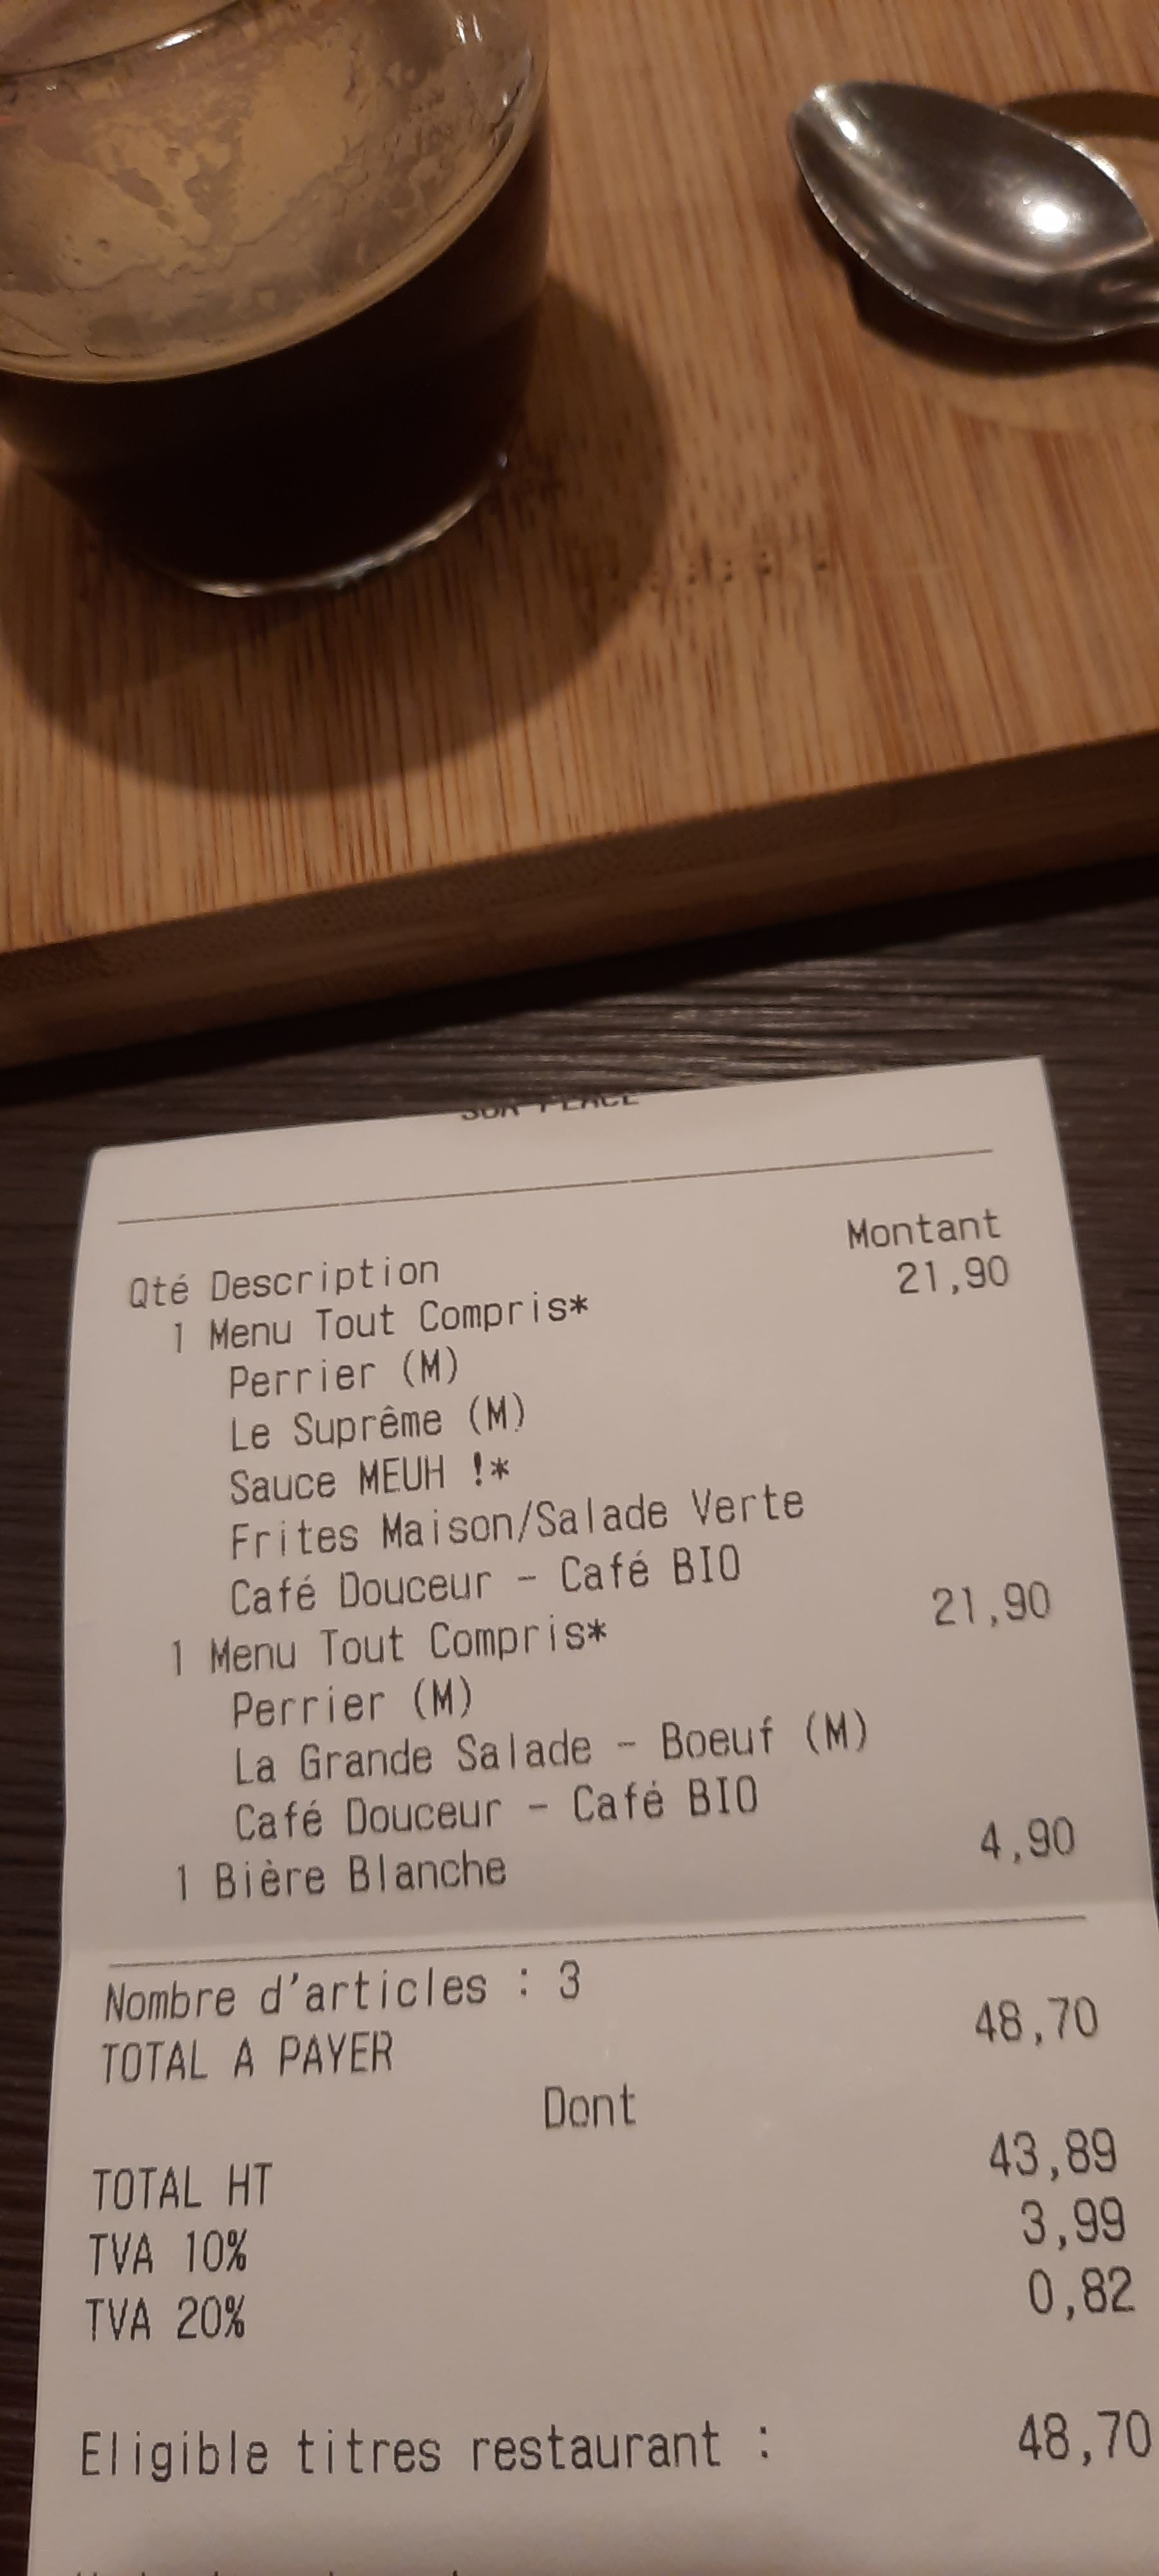 SUR PLACE
Qté Description Montant
1 Menu Tout Compris* 21,90
Perrier (M)
Le Suprême (M)
Sauce MEUH !*
Frites Maison/Salade Verte
Café Douceur - Café BIO
1 Menu Tout Compris* 21,90
Perrier (M)
La Grande Salade - Boeuf (M)
Café Douceur - Café BIO
1 Bière Blanche 4,90
Nombre d'articles : 3
TOTAL A PAYER 48,70
Dont
TOTAL HT 43,89
TVA 10% 3,99
TVA 20% 0,82
Eligible titres restaurant : 48,70